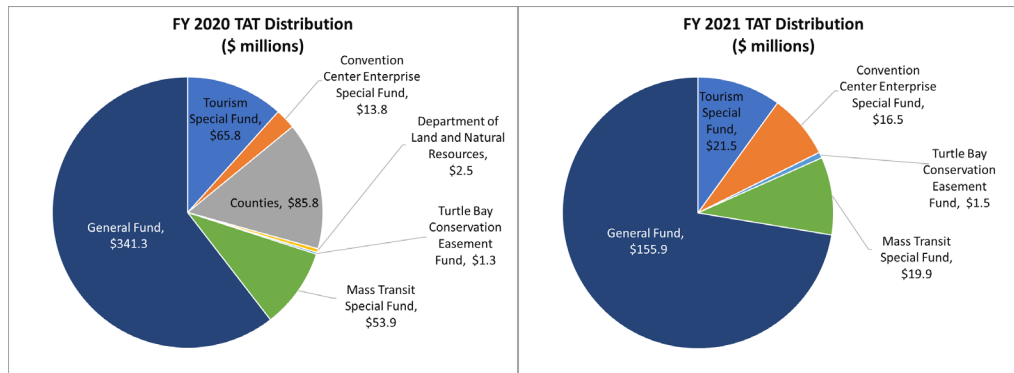 FY 2020 TAT Distribution
($ millions)
Convention
Center Enterprise
Special Fund,
$13.8
Tourism
Special Fund,
$65.8
Department of
Land and Natural
Resources,
$2.5
Counties, $85.8
Turtle Bay
Conservation
Easement
Fund, $1.3
General Fund,
$341.3
Mass Transit
Special Fund,
$53.9
FY 2021 TAT Distribution
($ millions)
Convention
Center Enterprise
Special Fund,
$16.5
Tourism
Special
Fund,
$21.5
Turtle Bay
Conservation
Easement
Fund, $1.5
General Fund,
$155.9
Mass Transit
Special Fund,
$19.9